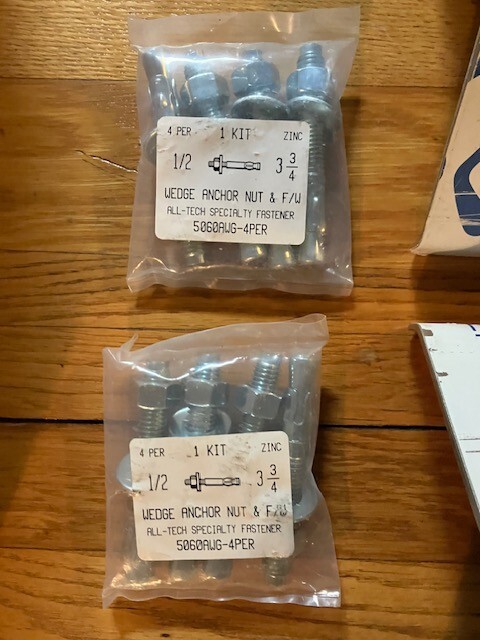 4 PER 1 KIT ZINC
1/2 3 3/4
WEDGE ANCHOR NUT & F/W
ALL-TECH SPECIALTY FASTENER
5060AWG-4PER
4 PER 1 KIT ZINC
1/2 3 3/4
WEDGE ANCHOR NUT & F/W
ALL-TECH SPECIALTY FASTENER
5060AWG-4PER